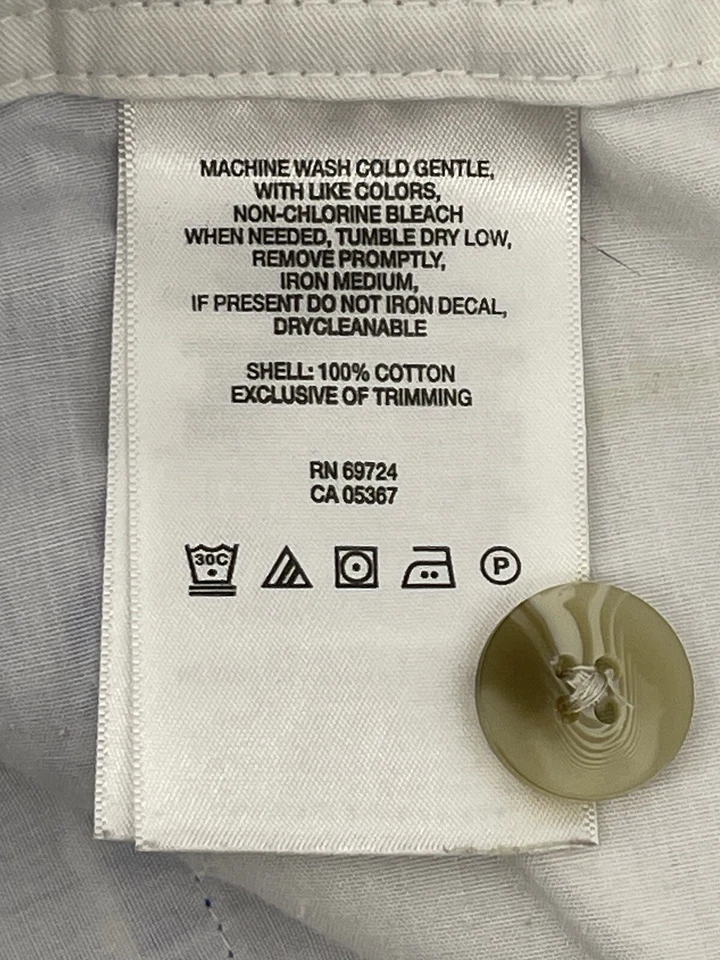 MACHINE WASH COLD GENTLE,
WITH LIKE COLORS,
NON-CHLORINE BLEACH
WHEN NEEDED, TUMBLE DRY LOW,
REMOVE PROMPTLY,
IRON MEDIUM,
IF PRESENT DO NOT IRON DECAL,
DRYCLEANABLE
SHELL: 100% COTTON
EXCLUSIVE OF TRIMMING
RN 69724
CA 05367
30C P